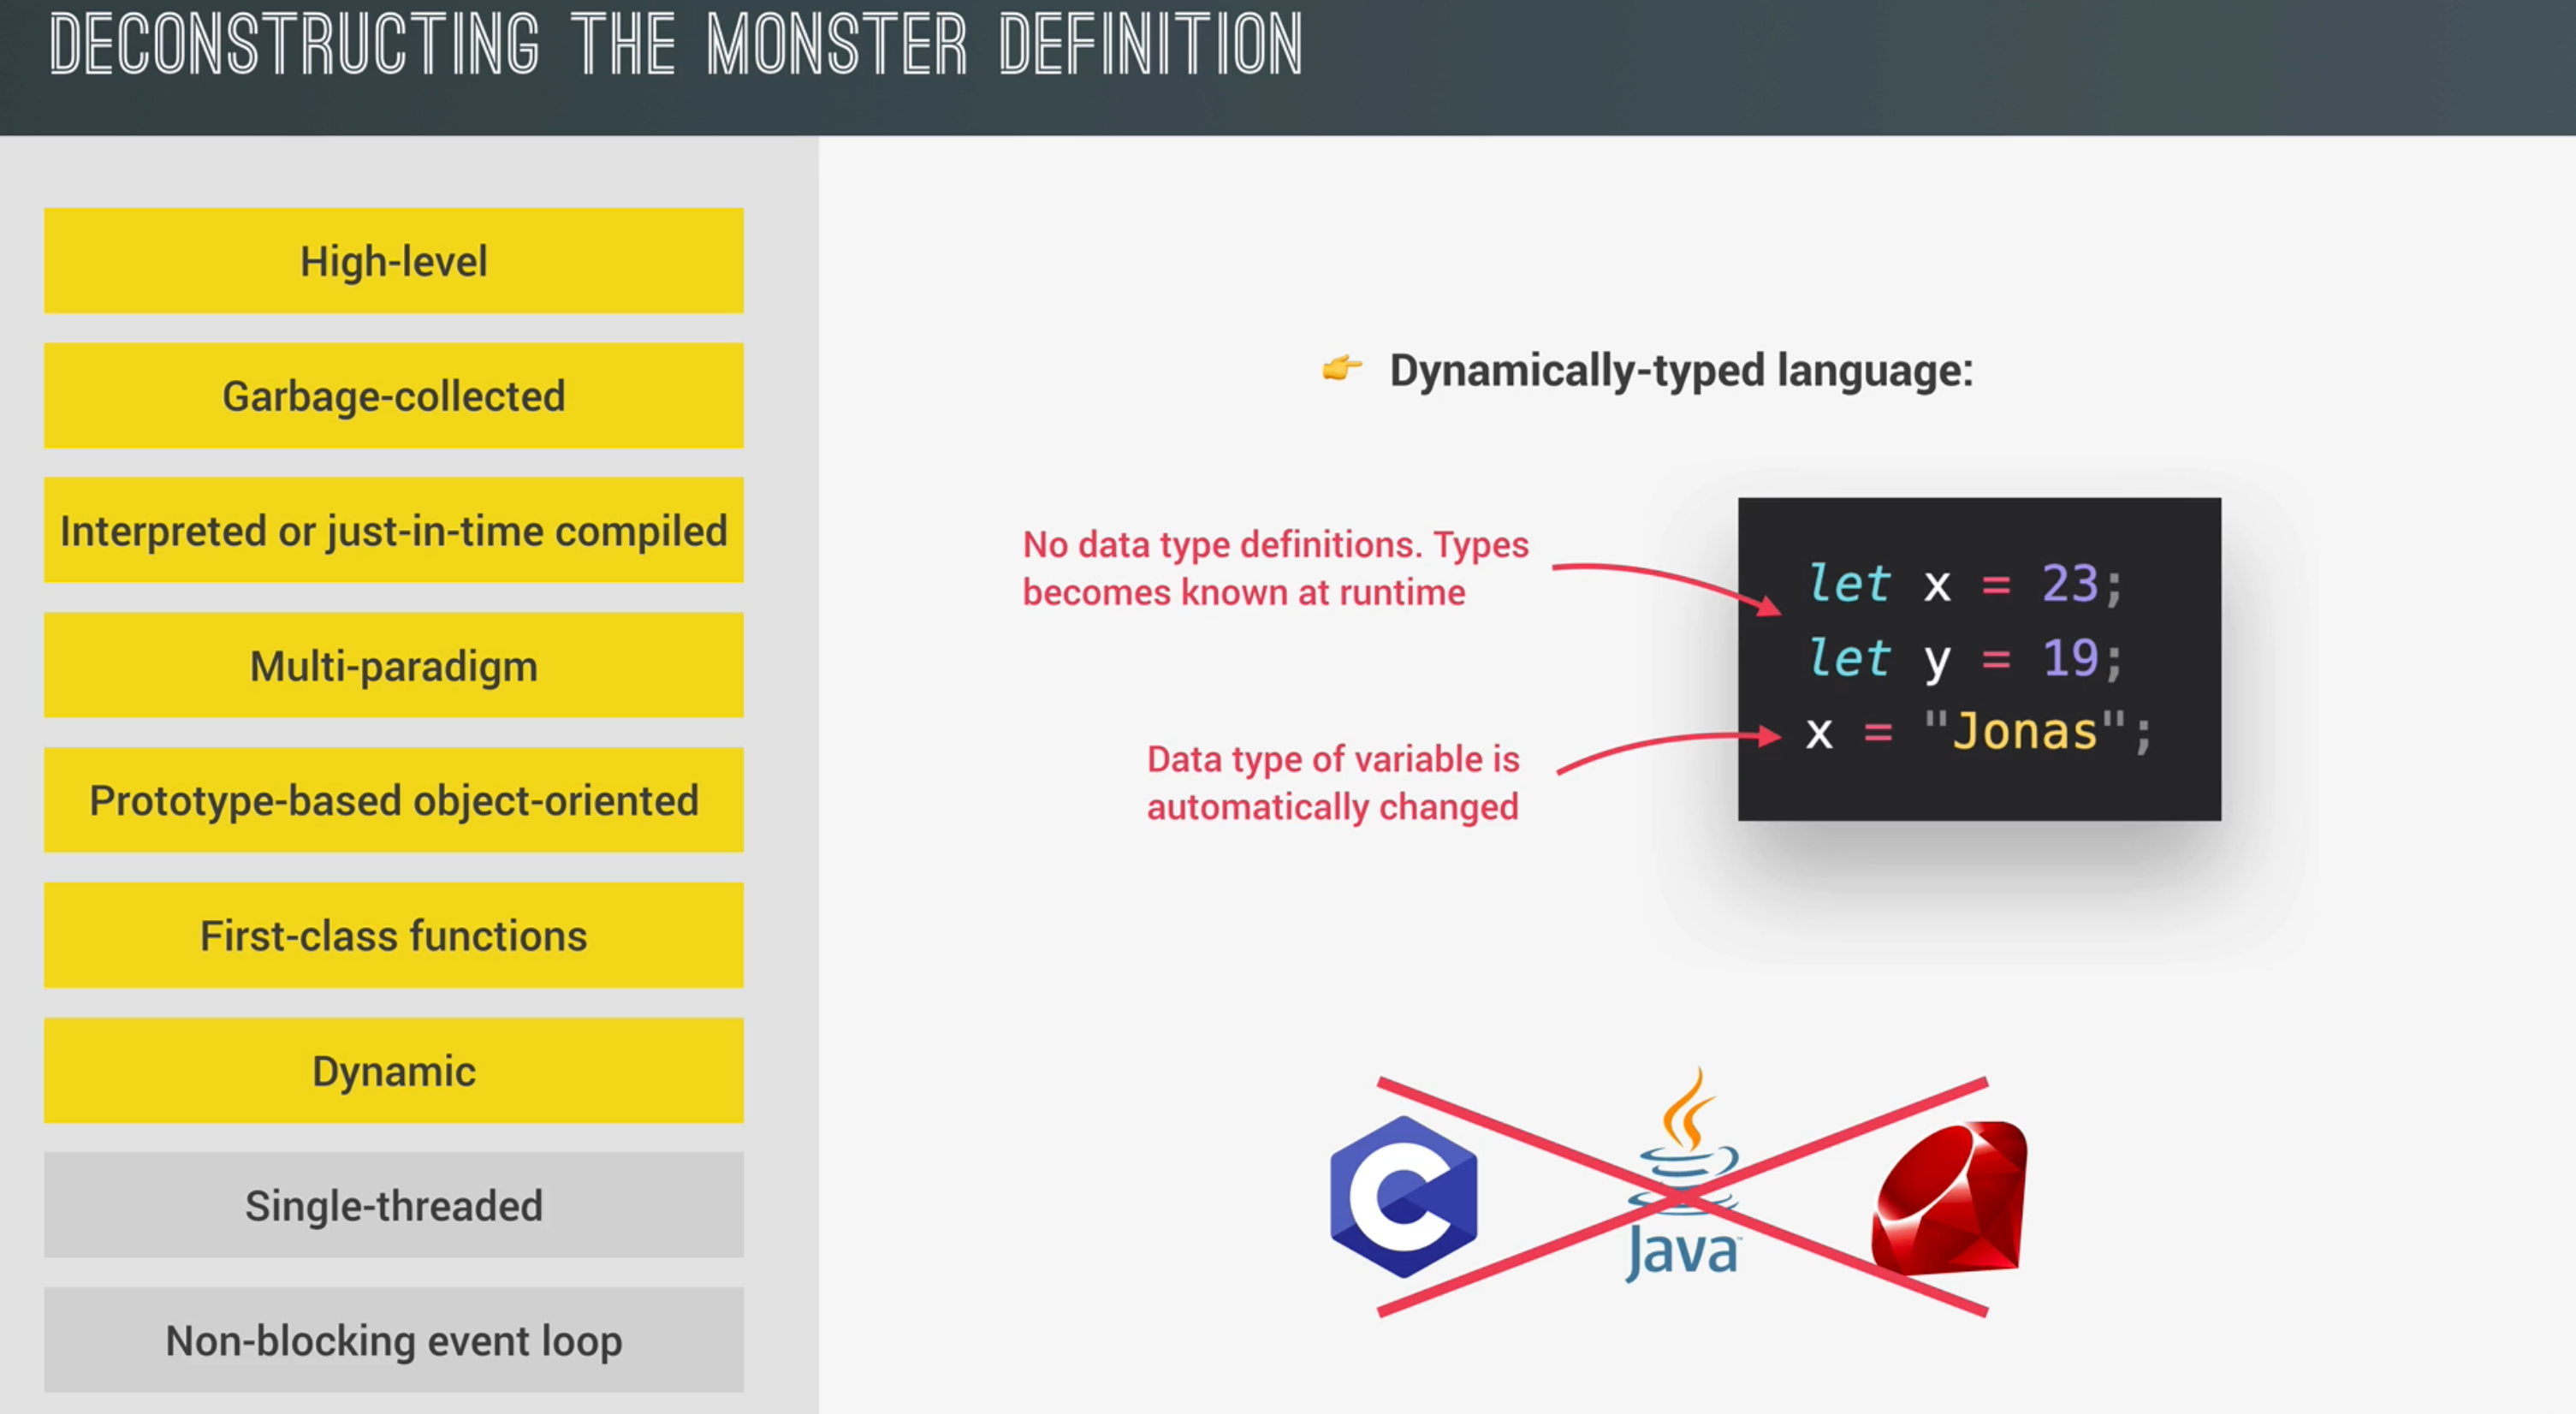 DECONSTRUCTING THE MONSTER DEFINITION
High-level
Garbage-collected
Interpreted or just-in-time compiled
Multi-paradigm
Prototype-based object-oriented
First-class functions
Dynamic
Single-threaded
Non-blocking event loop
👉 Dynamically-typed language:
No data type definitions. Types
becomes known at runtime
Data type of variable is
automatically changed
let x = 23;
let y = 19;
x = "Jonas";
C
Java™